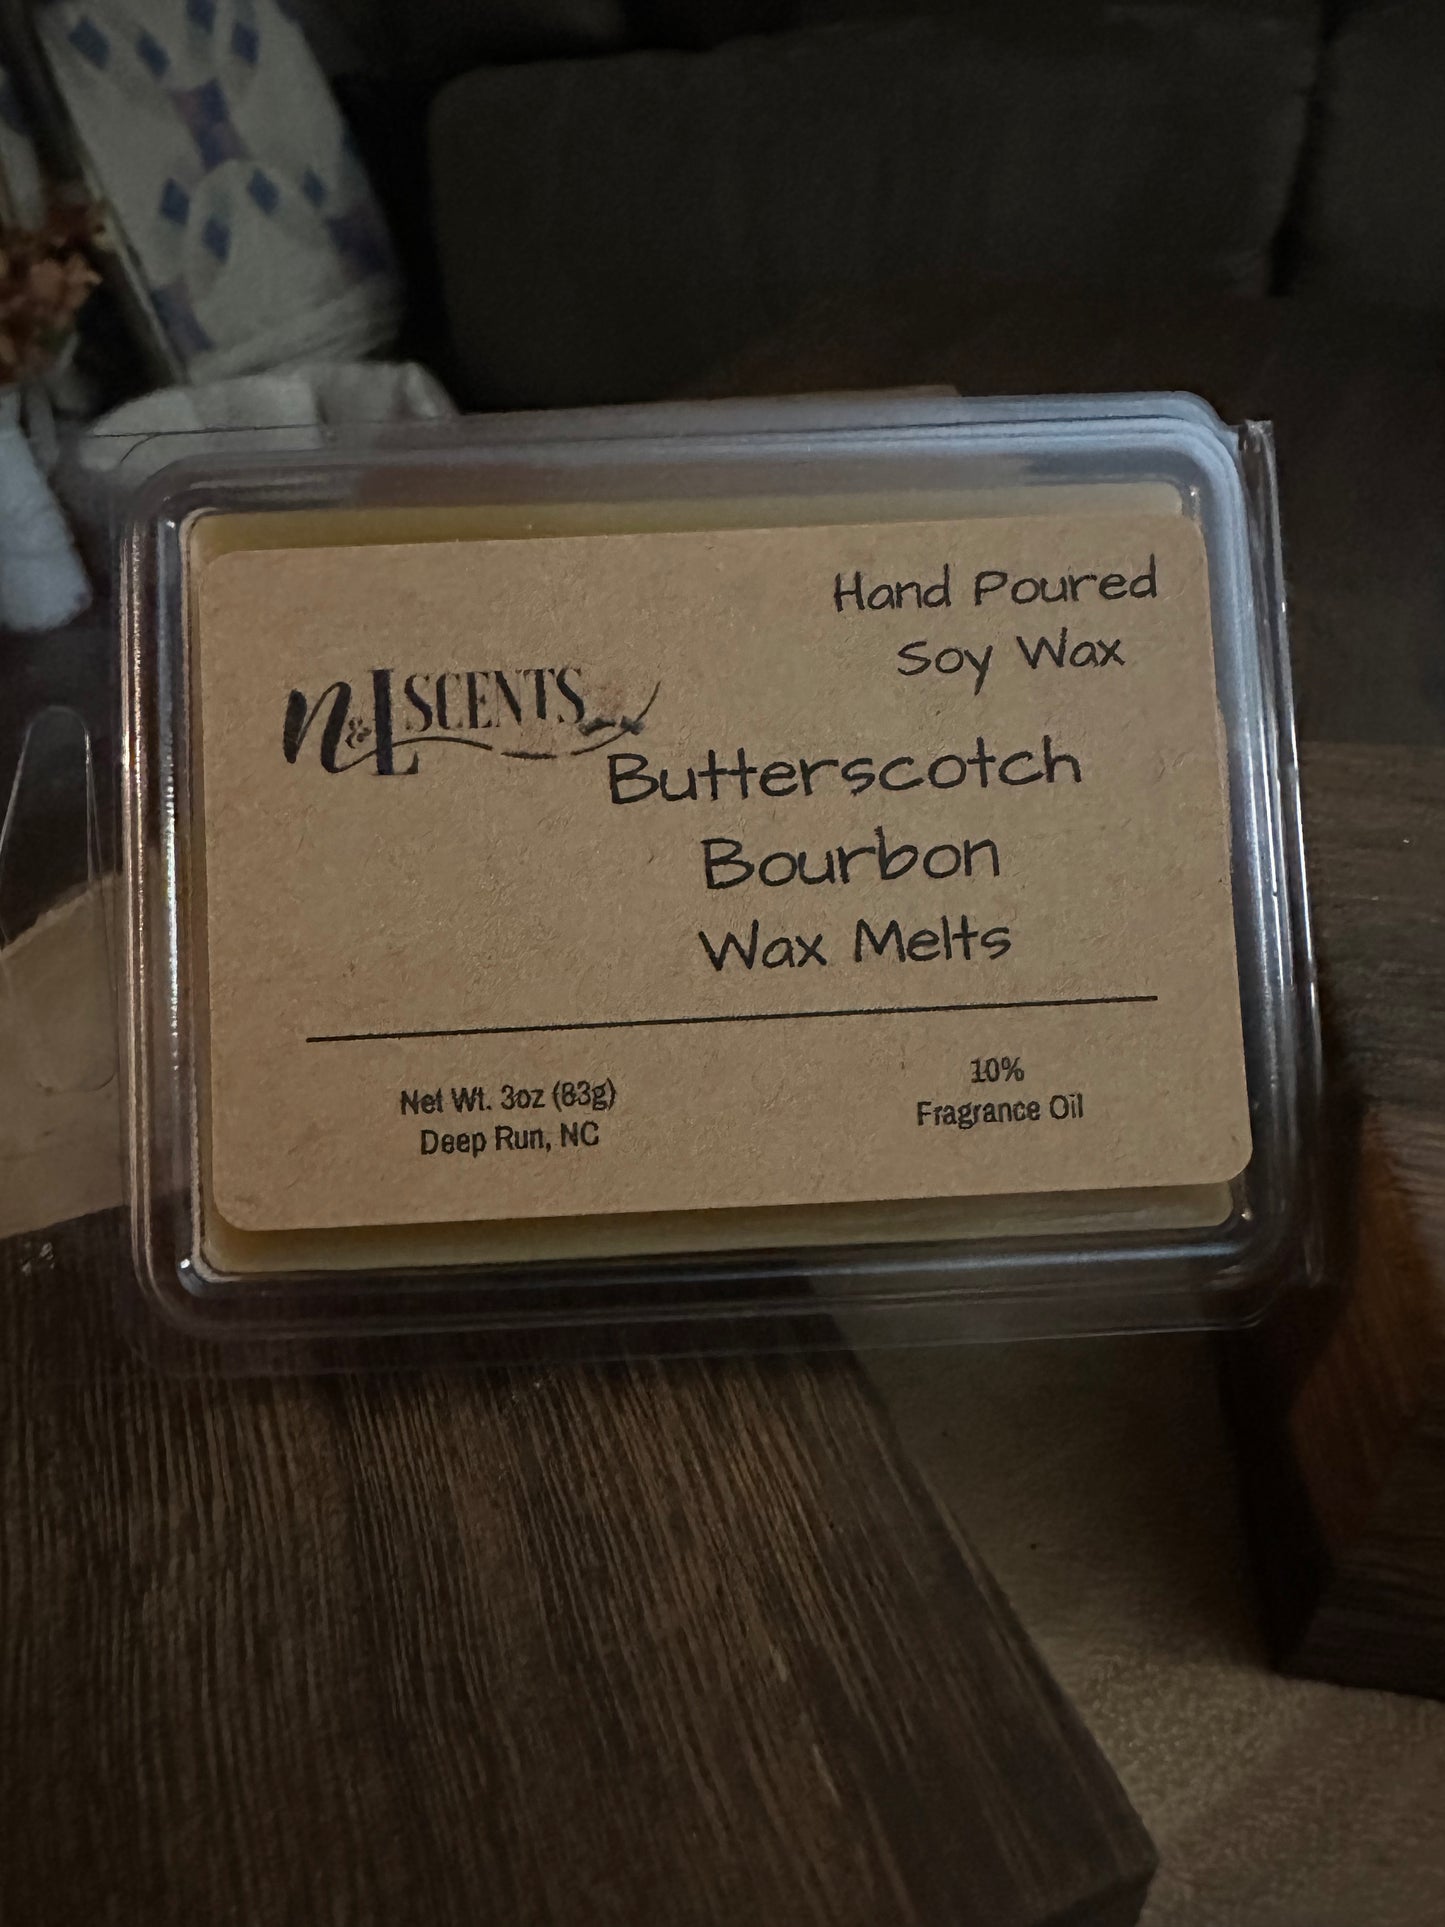 Hand Poured
Soy Wax
n&L SCENTS
Butterscotch
Bourbon
Wax Melts
Net Wt. 3oz (83g)
Deep Run, NC
10%
Fragrance Oil